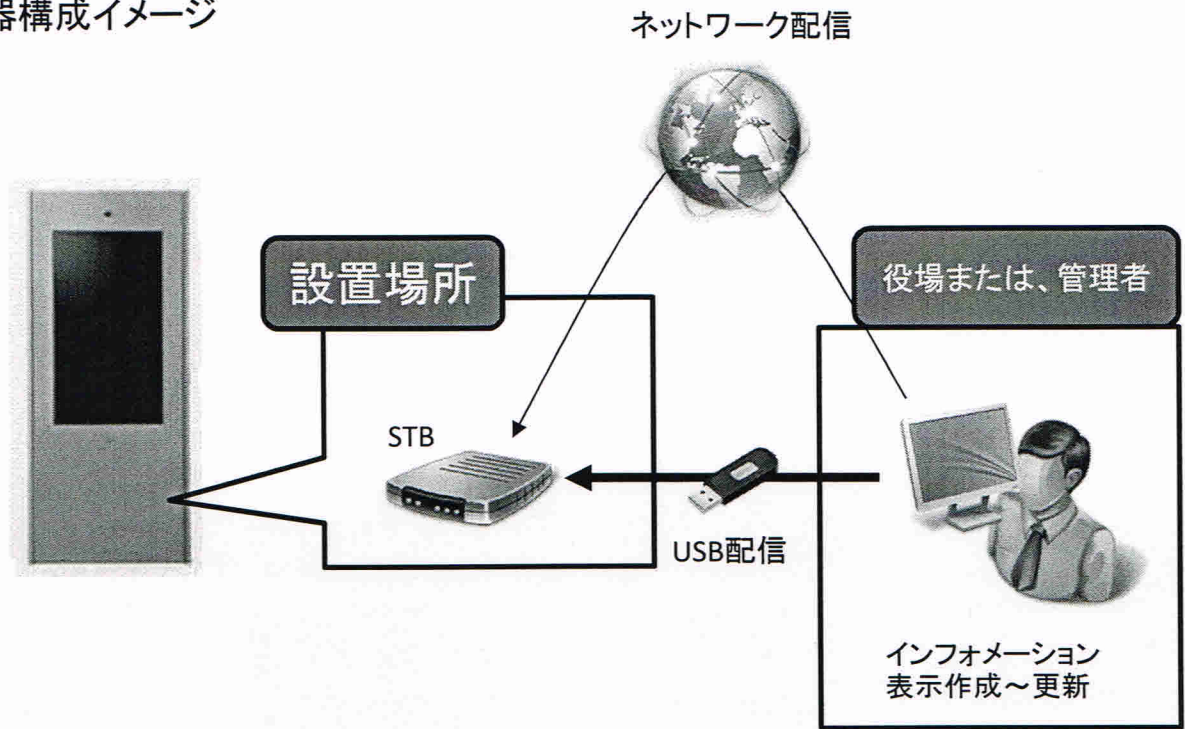 器構成イメージ
ネットワーク配信
設置場所
役場または、管理者
STB
USB配信
インフォメーション
表示作成～更新